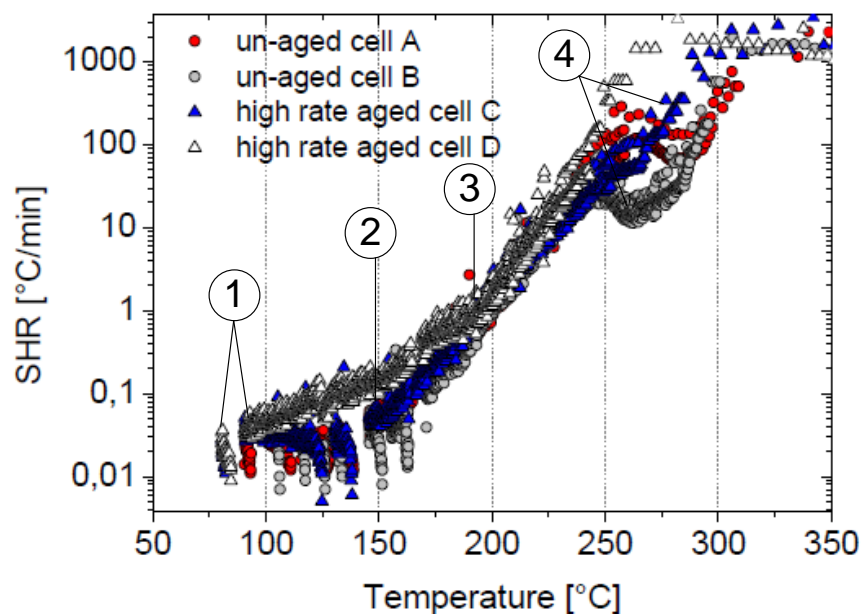 un-aged cell A
un-aged cell B
high rate aged cell C
high rate aged cell D
1000
100
10
1
0,1
0,01
SHR [°C/min]
1
2
3
4
50 100 150 200 250 300 350
Temperature [°C]